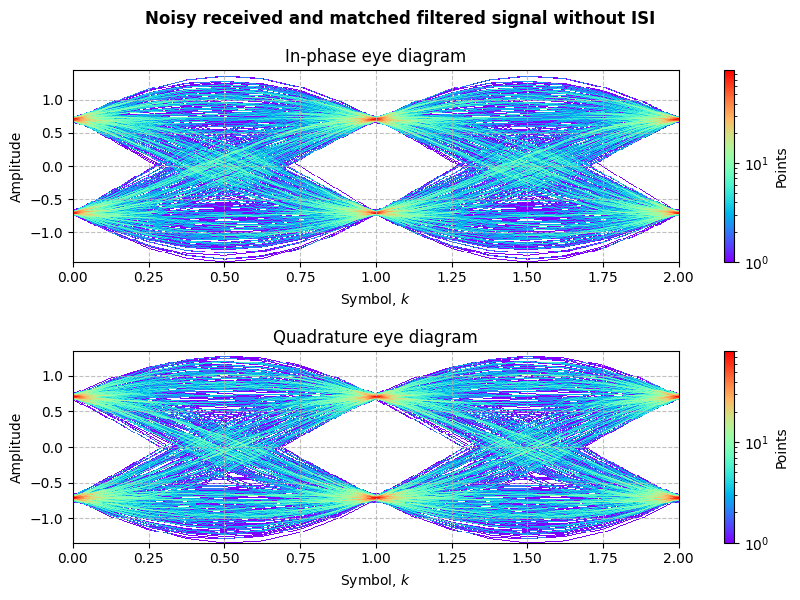 Noisy received and matched filtered signal without ISI
In-phase eye diagram
Amplitude
1.0
0.5
0.0
−0.5
−1.0
0.00 0.25 0.50 0.75 1.00 1.25 1.50 1.75 2.00
Symbol, k
10¹
10⁰
Points
Quadrature eye diagram
Amplitude
1.0
0.5
0.0
−0.5
−1.0
0.00 0.25 0.50 0.75 1.00 1.25 1.50 1.75 2.00
Symbol, k
10¹
10⁰
Points